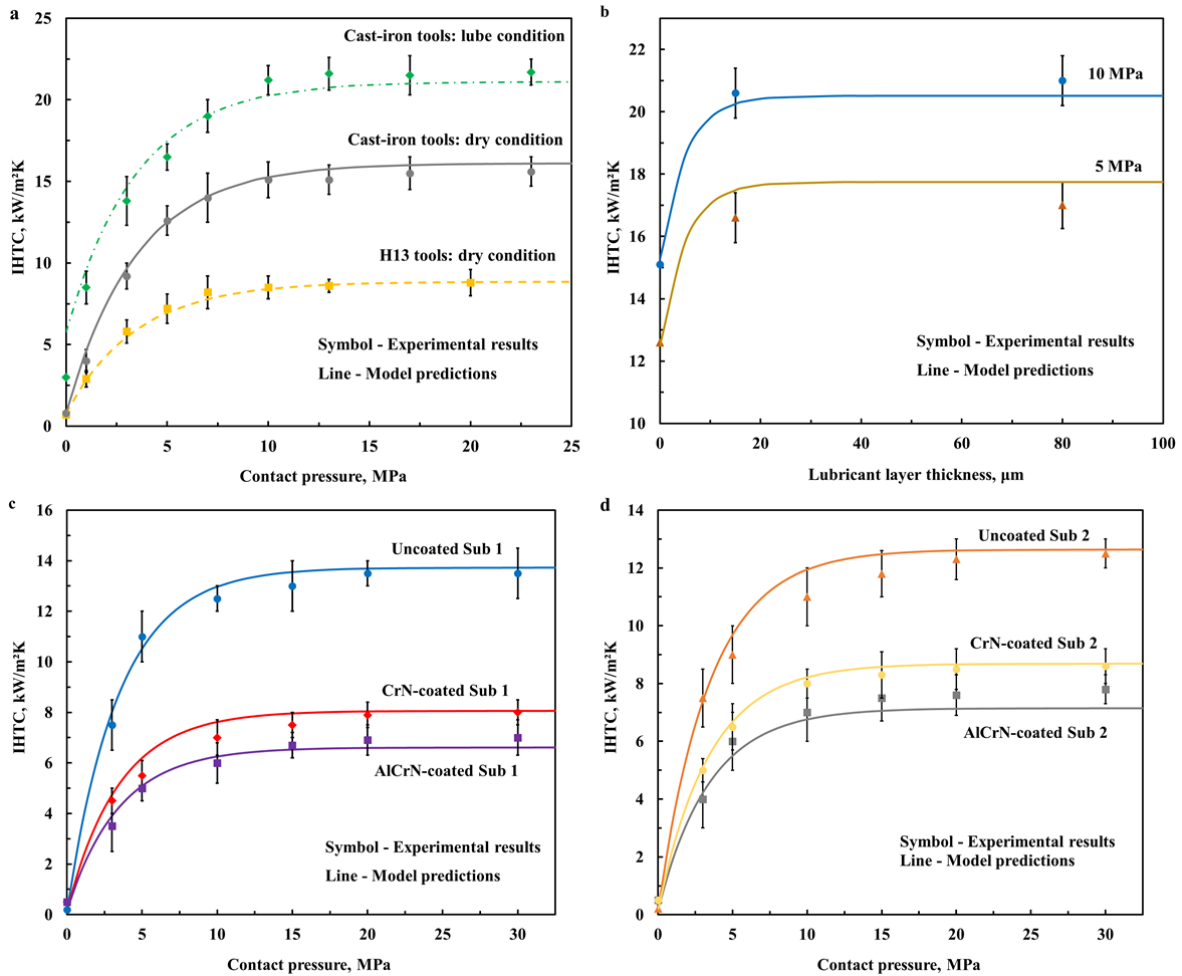 a
25
20
15
10
5
0
IHTC, kW/m²K
Cast-iron tools: lube condition
Cast-iron tools: dry condition
H13 tools: dry condition
Symbol - Experimental results
Line - Model predictions
0 5 10 15 20 25
Contact pressure, MPa
b
22
20
18
16
14
12
10
IHTC, kW/m²K
10 MPa
5 MPa
Symbol - Experimental results
Line - Model predictions
0 20 40 60 80 100
Lubricant layer thickness, µm
c
16
14
12
10
8
6
4
2
0
IHTC, kW/m²K
Uncoated Sub 1
CrN-coated Sub 1
AlCrN-coated Sub 1
Symbol - Experimental results
Line - Model predictions
0 5 10 15 20 25 30
Contact pressure, MPa
d
14
12
10
8
6
4
2
0
IHTC, kW/m²K
Uncoated Sub 2
CrN-coated Sub 2
AlCrN-coated Sub 2
Symbol - Experimental results
Line - Model predictions
0 5 10 15 20 25 30
Contact pressure, MPa